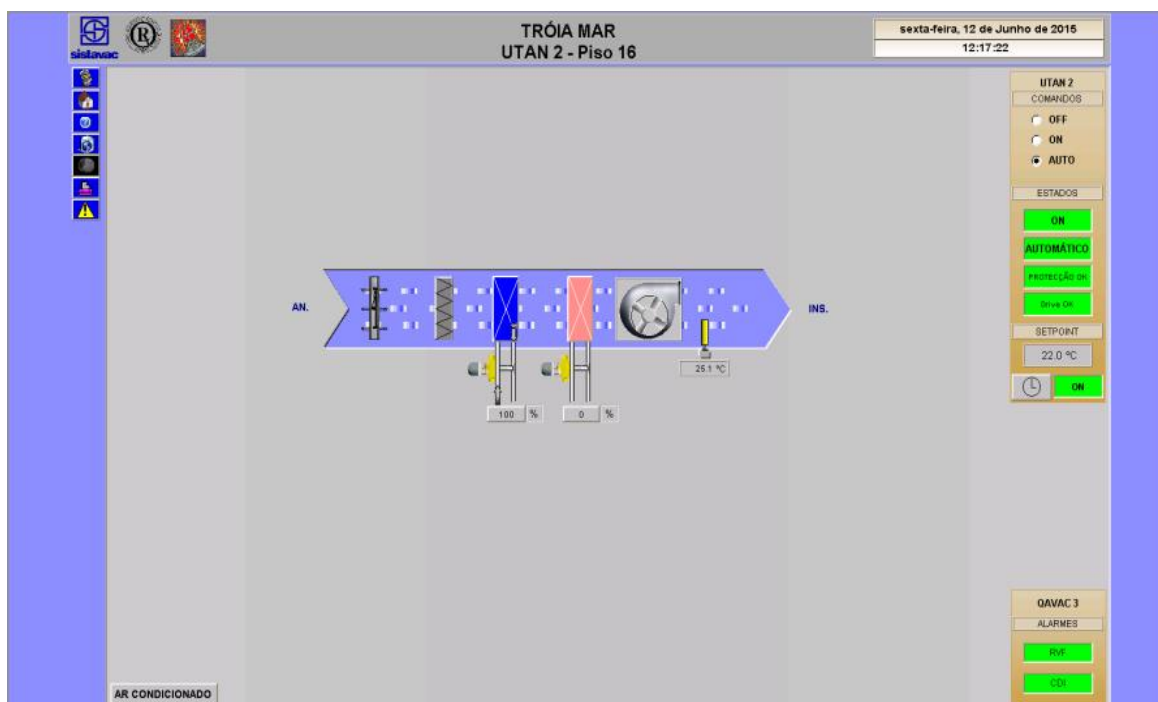 sistavac
R
TRÓIA MAR
UTAN 2 - Piso 16
sexta-feira, 12 de Junho de 2015
12:17:22
UTAN 2
COMANDOS
OFF
ON
AUTO
ESTADOS
ON
AUTOMÁTICO
PROTECÇÃO OK
Drive OK
SETPOINT
22.0 ºC
ON
AN.
INS.
25.1 ºC
100 %
0 %
QAVAC 3
ALARMES
RVF
CDI
AR CONDICIONADO